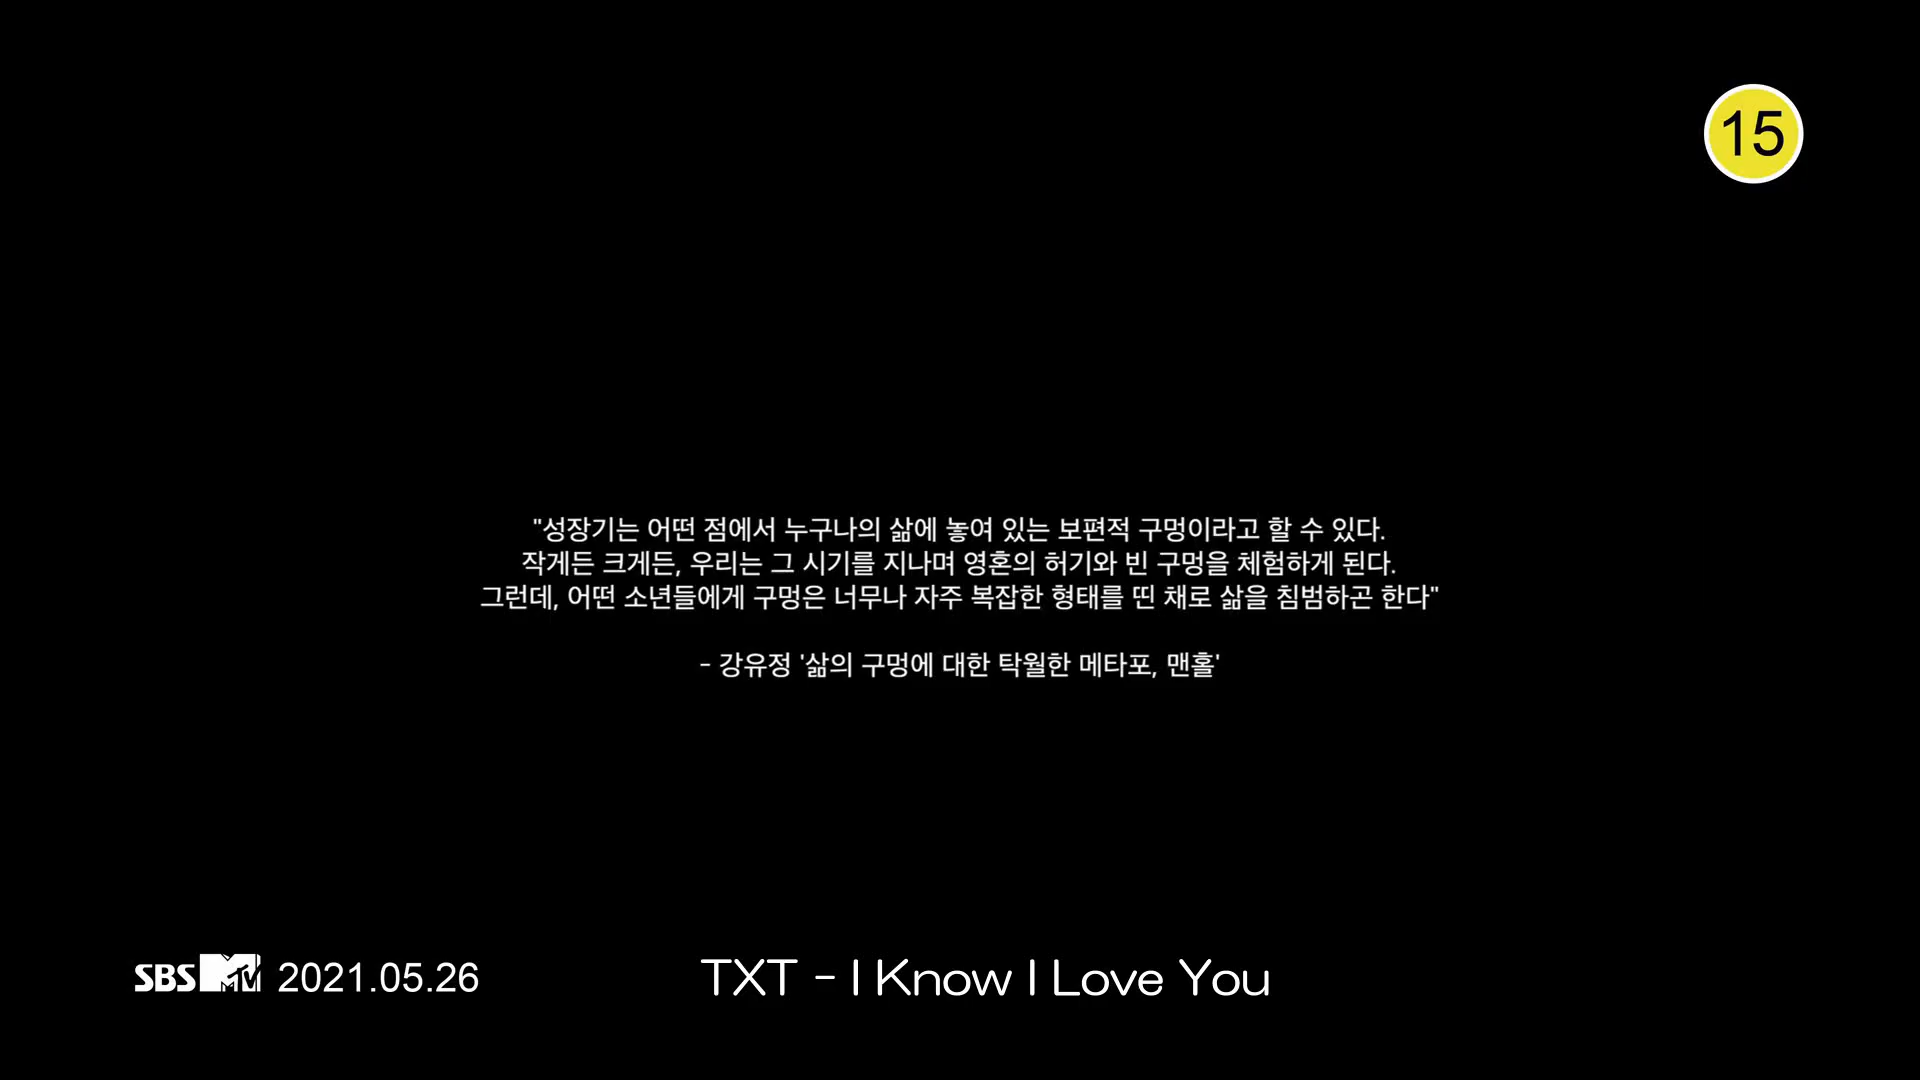 15
"성장기는 어떤 점에서 누구나의 삶에 놓여 있는 보편적 구멍이라고 할 수 있다.
작게든 크게든, 우리는 그 시기를 지나며 영혼의 허기와 빈 구멍을 체험하게 된다.
그런데, 어떤 소년들에게 구멍은 너무나 자주 복잡한 형태를 띤 채로 삶을 침범하곤 한다"
- 강유정 '삶의 구멍에 대한 탁월한 메타포, 맨홀'
SBS MTV 2021.05.26
TXT - I Know I Love You